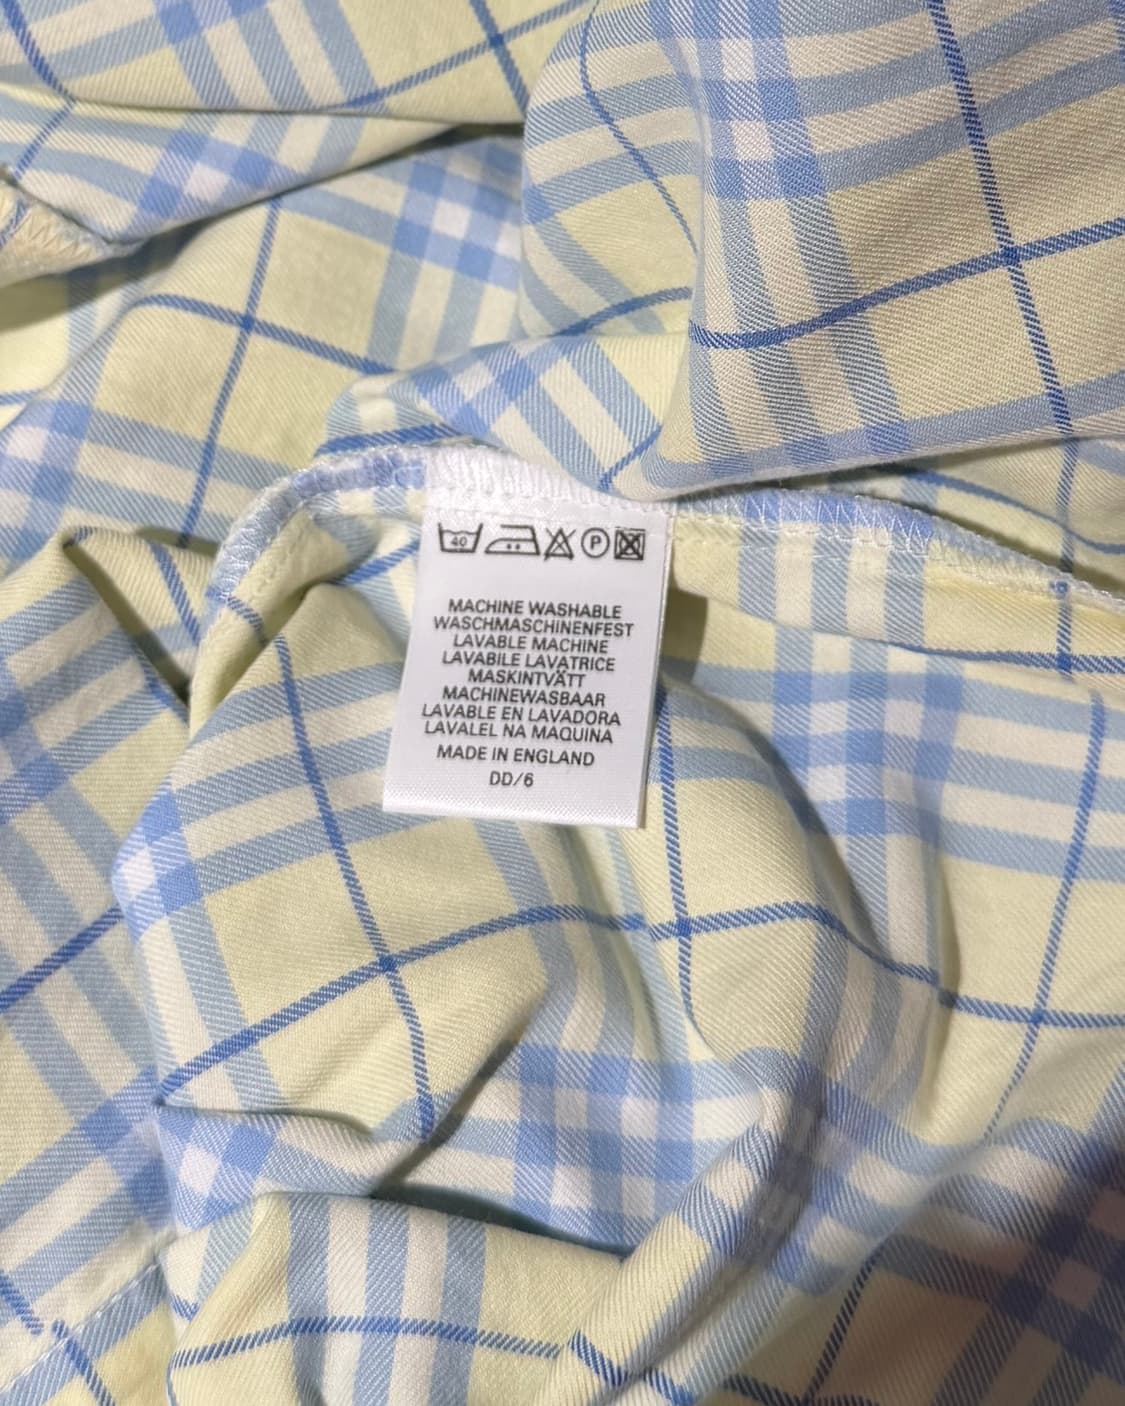 40 P
MACHINE WASHABLE
WASCHMASCHINENFEST
LAVABLE MACHINE
LAVABILE LAVATRICE
MASKINTVÄTT
MACHINEWASBAAR
LAVABLE EN LAVADORA
LAVALEL NA MAQUINA
MADE IN ENGLAND
DD/6